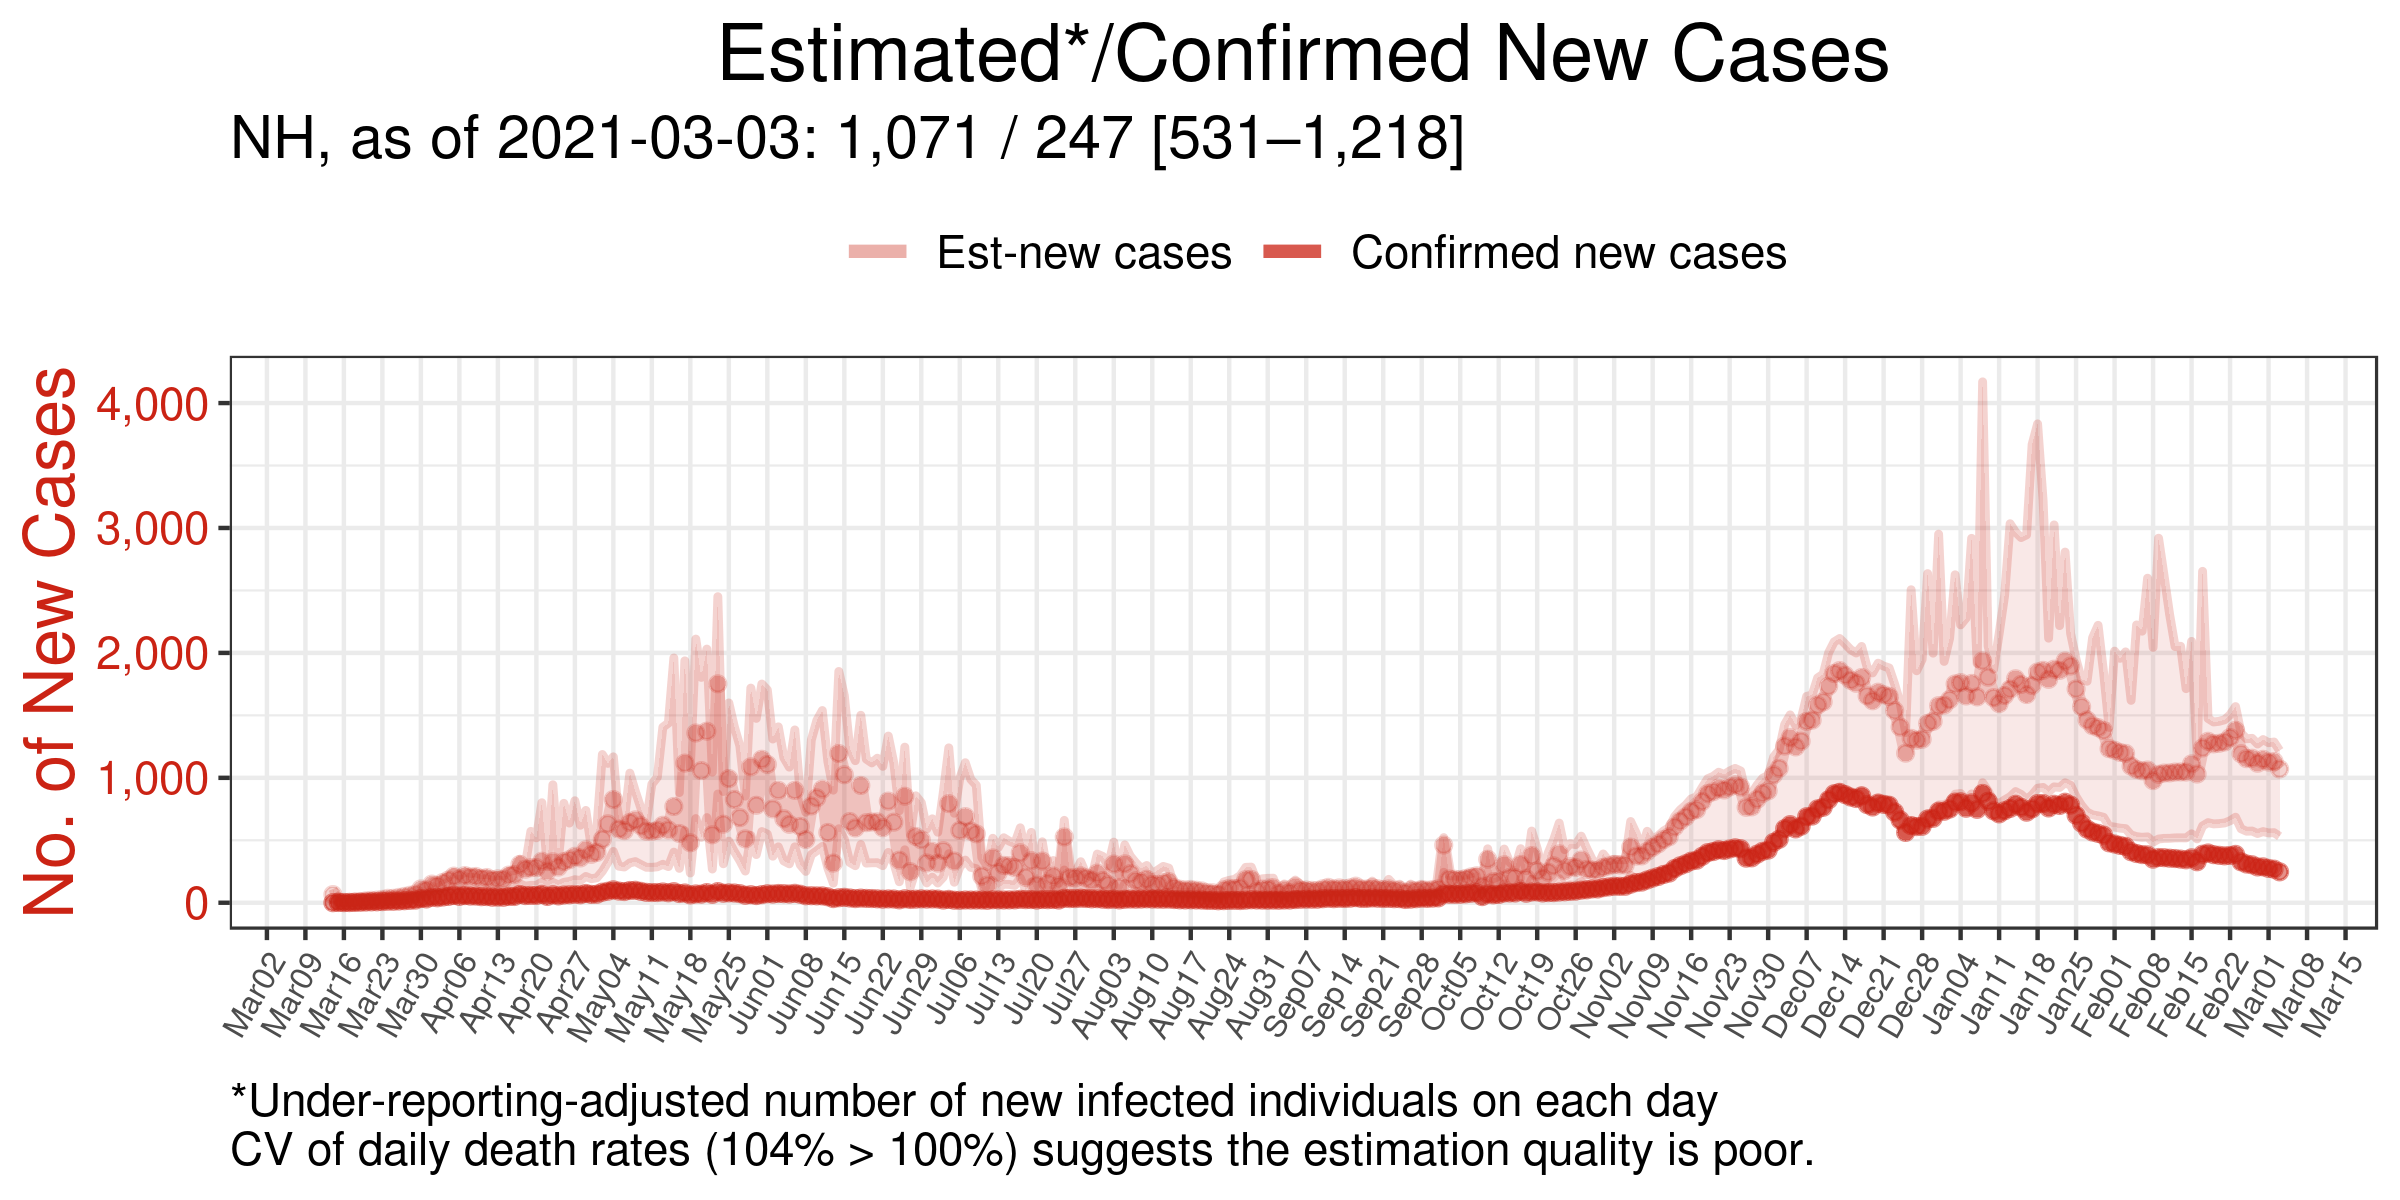 Estimated*/Confirmed New Cases
NH, as of 2021-03-03: 1,071 / 247 [531–1,218]
Est-new cases Confirmed new cases
No. of New Cases
4,000
3,000
2,000
1,000
0
Mar02 Mar09 Mar16 Mar23 Mar30 Apr06 Apr13 Apr20 Apr27 May04 May11 May18 May25 Jun01 Jun08 Jun15 Jun22 Jun29 Jul06 Jul13 Jul20 Jul27 Aug03 Aug10 Aug17 Aug24 Aug31 Sep07 Sep14 Sep21 Sep28 Oct05 Oct12 Oct19 Oct26 Nov02 Nov09 Nov16 Nov23 Nov30 Dec07 Dec14 Dec21 Dec28 Jan04 Jan11 Jan18 Jan25 Feb01 Feb08 Feb15 Feb22 Mar01 Mar08 Mar15
*Under-reporting-adjusted number of new infected individuals on each day
CV of daily death rates (104% > 100%) suggests the estimation quality is poor.